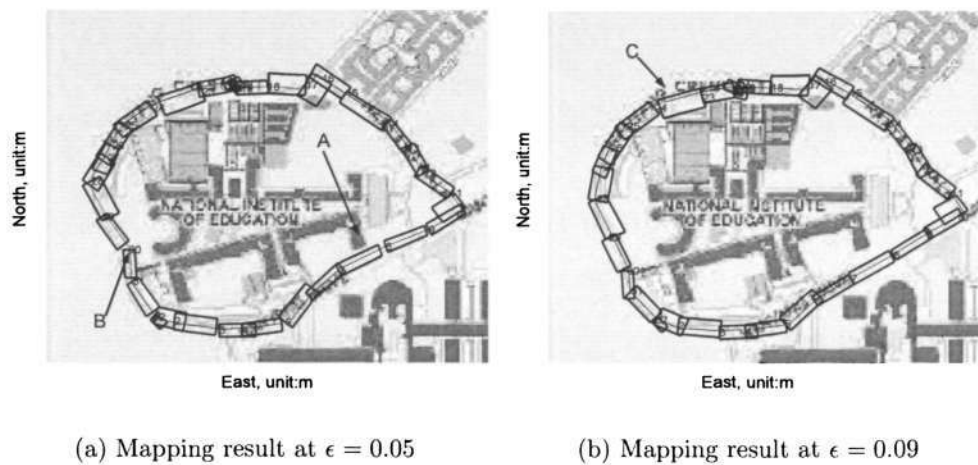 A
B
C
NATIONAL INSTITUTE
OF EDUCATION
NATIONAL INSTITUTE
OF EDUCATION
North, unit:m
North, unit:m
East, unit:m
East, unit:m
(a) Mapping result at ϵ = 0.05
(b) Mapping result at ϵ = 0.09